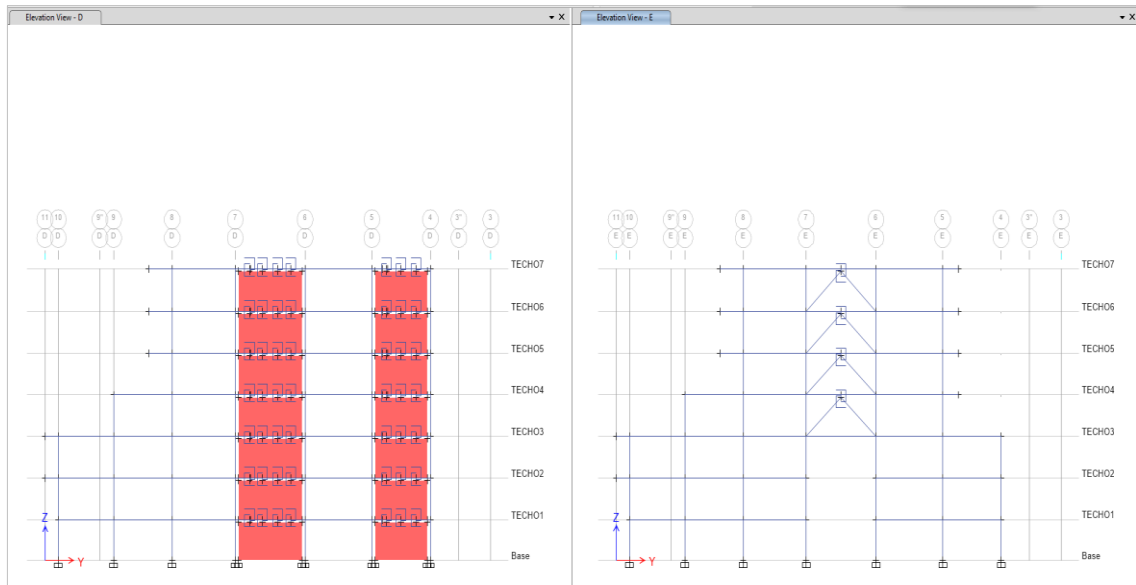 Elevation View - D
Elevation View - E
11 10 9" 9 8 7 6 5 4 3" 3
D D D D D D D D D D D
TECHO7
TECHO6
TECHO5
TECHO4
TECHO3
TECHO2
TECHO1
Base
Z
Y
11 10 9" 9 8 7 6 5 4 3" 3
E E E E E E E E E E E
TECHO7
TECHO6
TECHO5
TECHO4
TECHO3
TECHO2
TECHO1
Base
Z
Y